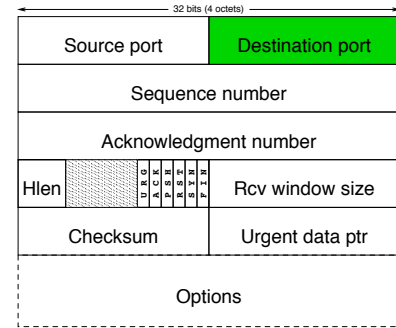 32 bits (4 octets)
Source port Destination port
Sequence number
Acknowledgment number
Hlen URG ACK PSH RST SYN FIN Rcv window size
Checksum Urgent data ptr
Options